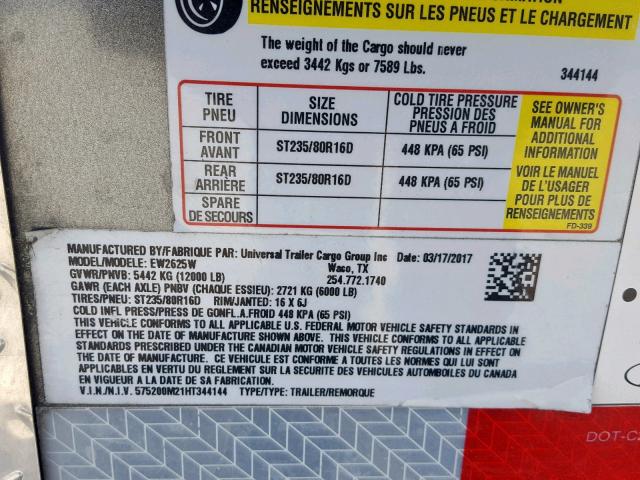 RENSEIGNEMENTS SUR LES PNEUS ET LE CHARGEMENT
The weight of the Cargo should never
exceed 3442 Kgs or 7589 Lbs.
344144
TIRE
PNEU
SIZE
DIMENSIONS
COLD TIRE PRESSURE
PRESSION DES
PNEUS A FROID
SEE OWNER'S
MANUAL FOR
ADDITIONAL
INFORMATION
FRONT
AVANT
ST235/80R16D
448 KPA (65 PSI)
REAR
ARRIÈRE
ST235/80R16D
448 KPA (65 PSI)
VOIR LE MANUEL
DE L'USAGER
POUR PLUS DE
RENSEIGNEMENTS
SPARE
DE SECOURS
FD-339
MANUFACTURED BY/FABRIQUE PAR: Universal Trailer Cargo Group Inc DATE: 03/17/2017
MODEL/MODELE: EW2625W Waco, TX
GVWR/PNVB: 5442 KG (12000 LB) 254.772.1740
GAWR (EACH AXLE) PNBV (CHAQUE ESSIEU): 2721 KG (6000 LB)
TIRES/PNEU: ST235/80R16D RIM/JANTE: 16 X 6J
COLD INFL PRESS/PRESS DE GONFL.A.FROID 448 KPA (65 PSI)
THIS VEHICLE CONFORMS TO ALL APPLICABLE U.S. FEDERAL MOTOR VEHICLE SAFETY STANDARDS IN
EFFECT ON THE DATE OF MANUFACTURE SHOWN ABOVE. THIS VEHICLE CONFORMS TO ALL APPLICABLE
STANDARDS PRESCRIBED UNDER THE CANADIAN MOTOR VEHICLE SAFETY REGULATIONS IN EFFECT ON
THE DATE OF MANUFACTURE. CE VEHICULE EST CONFORME A TOUTES LES NORMES QUI LUI SONT
APPLICABLES EN VERTU DU REGLEMENT SUR LA SECURITE DES VEHICULES AUTOMBOILES DU CANADA
EN VIGUEUR A LA DATE DE SA FABRICATION.
V.I.N./N.I.V. 575200M21HT344144 TYPE/TYPE: TRAILER/REMORQUE